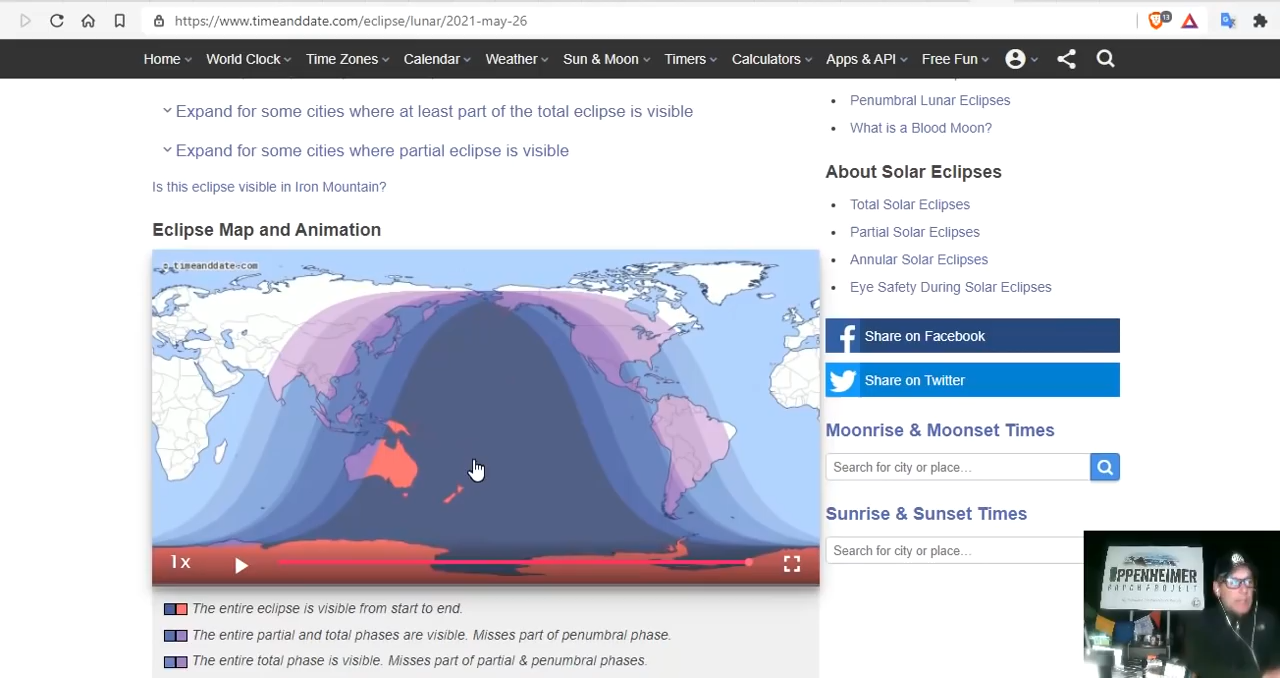 https://www.timeanddate.com/eclipse/lunar/2021-may-26
13
Home World Clock Time Zones Calendar Weather Sun & Moon Timers Calculators Apps & API Free Fun
Expand for some cities where at least part of the total eclipse is visible
Expand for some cities where partial eclipse is visible
Is this eclipse visible in Iron Mountain?
Eclipse Map and Animation
timeanddate.com
1x
The entire eclipse is visible from start to end.
The entire partial and total phases are visible. Misses part of penumbral phase.
The entire total phase is visible. Misses part of partial & penumbral phases.
Penumbral Lunar Eclipses
What is a Blood Moon?
About Solar Eclipses
Total Solar Eclipses
Partial Solar Eclipses
Annular Solar Eclipses
Eye Safety During Solar Eclipses
Share on Facebook
Share on Twitter
Moonrise & Moonset Times
Search for city or place...
Sunrise & Sunset Times
Search for city or place...
OPPENHEIMER
RANCH PROJECT